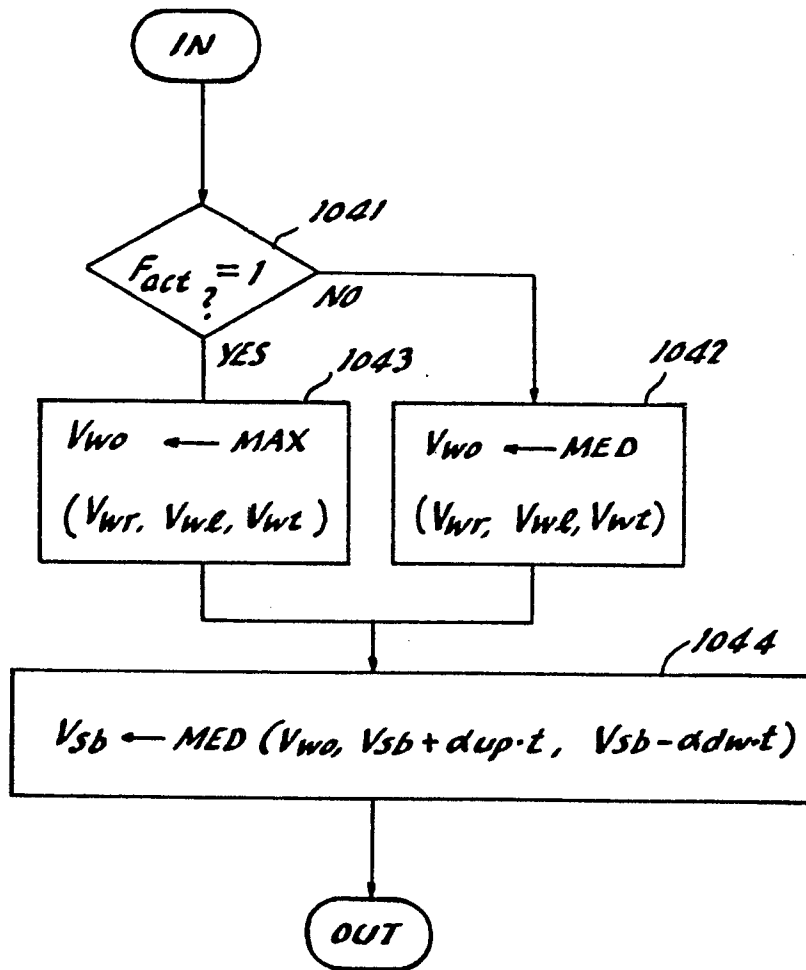 IN
1041
Fact = 1
?
NO
YES
1043
1042
Vwo ← MAX
(Vwr, Vwl, Vwt)
Vwo ← MED
(Vwr, Vwl, Vwt)
1044
Vsb ← MED (Vwo, Vsb+αup·t, Vsb-αdw·t)
OUT